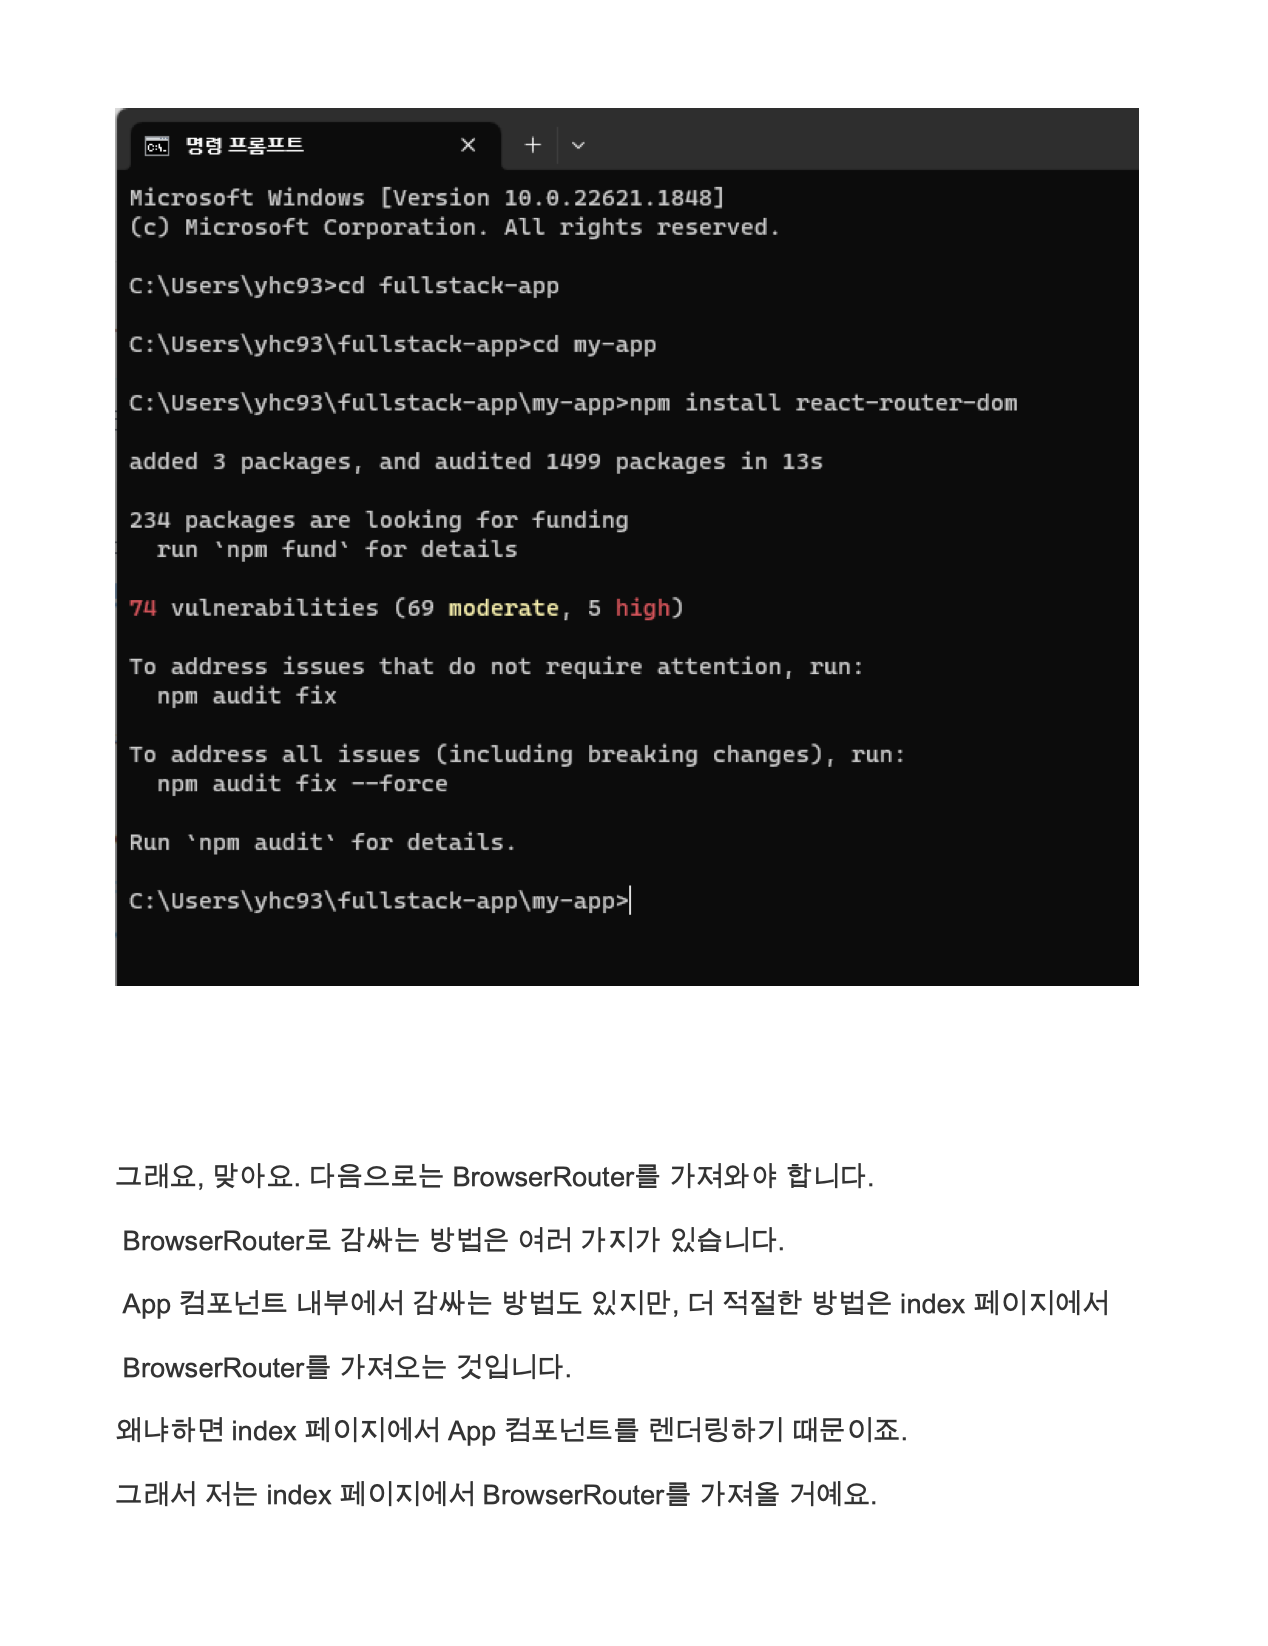 명령 프롬프트
Microsoft Windows [Version 10.0.22621.1848]
(c) Microsoft Corporation. All rights reserved.
C:\Users\yhc93>cd fullstack-app
C:\Users\yhc93\fullstack-app>cd my-app
C:\Users\yhc93\fullstack-app\my-app>npm install react-router-dom
added 3 packages, and audited 1499 packages in 13s
234 packages are looking for funding
  run `npm fund` for details
74 vulnerabilities (69 moderate, 5 high)
To address issues that do not require attention, run:
  npm audit fix
To address all issues (including breaking changes), run:
  npm audit fix --force
Run `npm audit` for details.
C:\Users\yhc93\fullstack-app\my-app>
그래요, 맞아요. 다음으로는 BrowserRouter를 가져와야 합니다.
BrowserRouter로 감싸는 방법은 여러 가지가 있습니다.
App 컴포넌트 내부에서 감싸는 방법도 있지만, 더 적절한 방법은 index 페이지에서
BrowserRouter를 가져오는 것입니다.
왜냐하면 index 페이지에서 App 컴포넌트를 렌더링하기 때문이죠.
그래서 저는 index 페이지에서 BrowserRouter를 가져올 거예요.